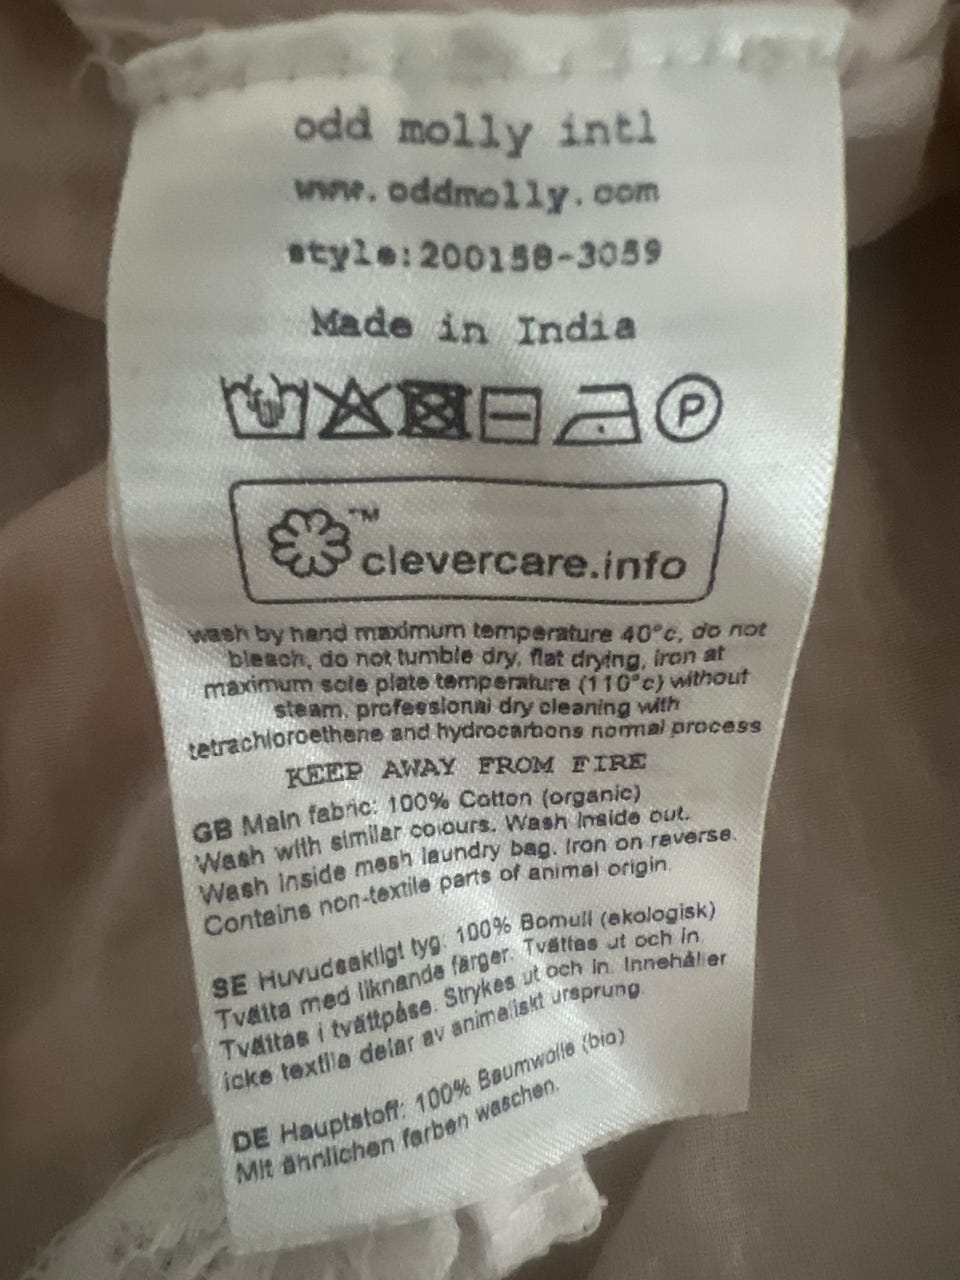 odd molly intl
www.oddmolly.com
style:200158-3059
Made in India
P
™
clevercare.info
wash by hand maximum temperature 40°c, do not
bleach, do not tumble dry, flat drying, iron at
maximum sole plate temperature (110°c) without
steam, professional dry cleaning with
tetrachloroethene and hydrocarbons normal process
KEEP AWAY FROM FIRE
GB Main fabric: 100% Cotton (organic)
Wash with similar colours. Wash inside out.
Wash inside mesh laundry bag. Iron on reverse.
Contains non-textile parts of animal origin.
SE Huvudsakligt tyg: 100% Bomull (ekologisk)
Tvätta med liknande färger. Tvättas ut och in.
Tvättas i tvättpåse. Strykes ut och in. Innehåller
icke textila delar av animaliskt ursprung.
DE Hauptstoff: 100% Baumwolle (bio)
Mit ähnlichen farben waschen.